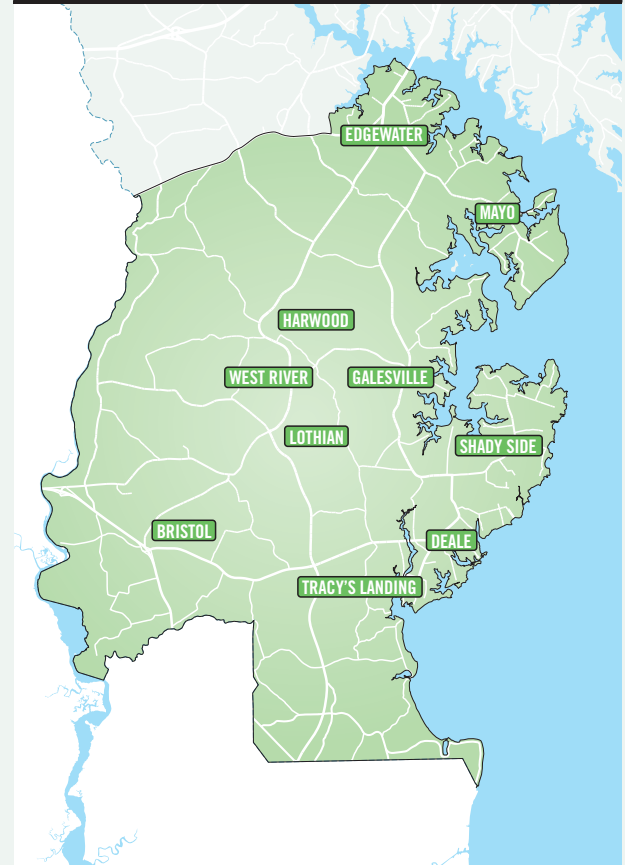 EDGEWATER
MAYO
HARWOOD
WEST RIVER
GALESVILLE
LOTHIAN
SHADY SIDE
BRISTOL
DEALE
TRACY'S LANDING